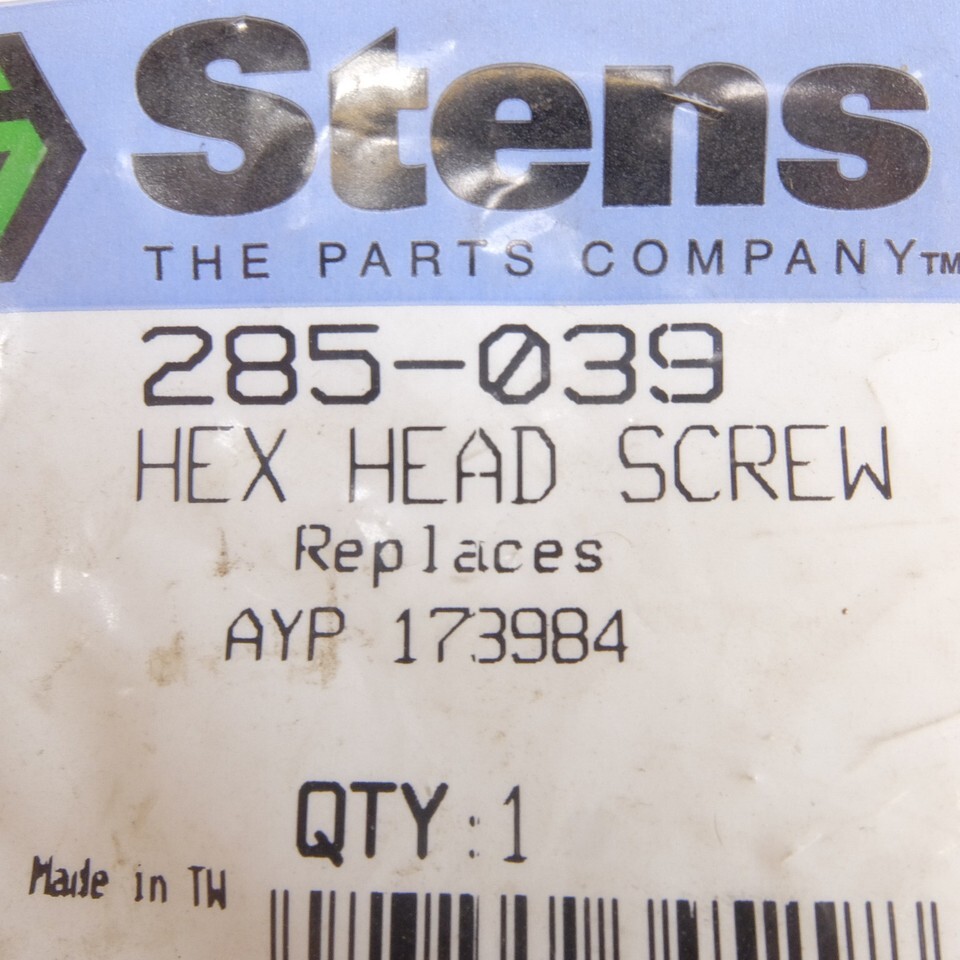 Stens
THE PARTS COMPANY™
285-039
HEX HEAD SCREW
Replaces
AYP 173984
QTY:1
Made in TW